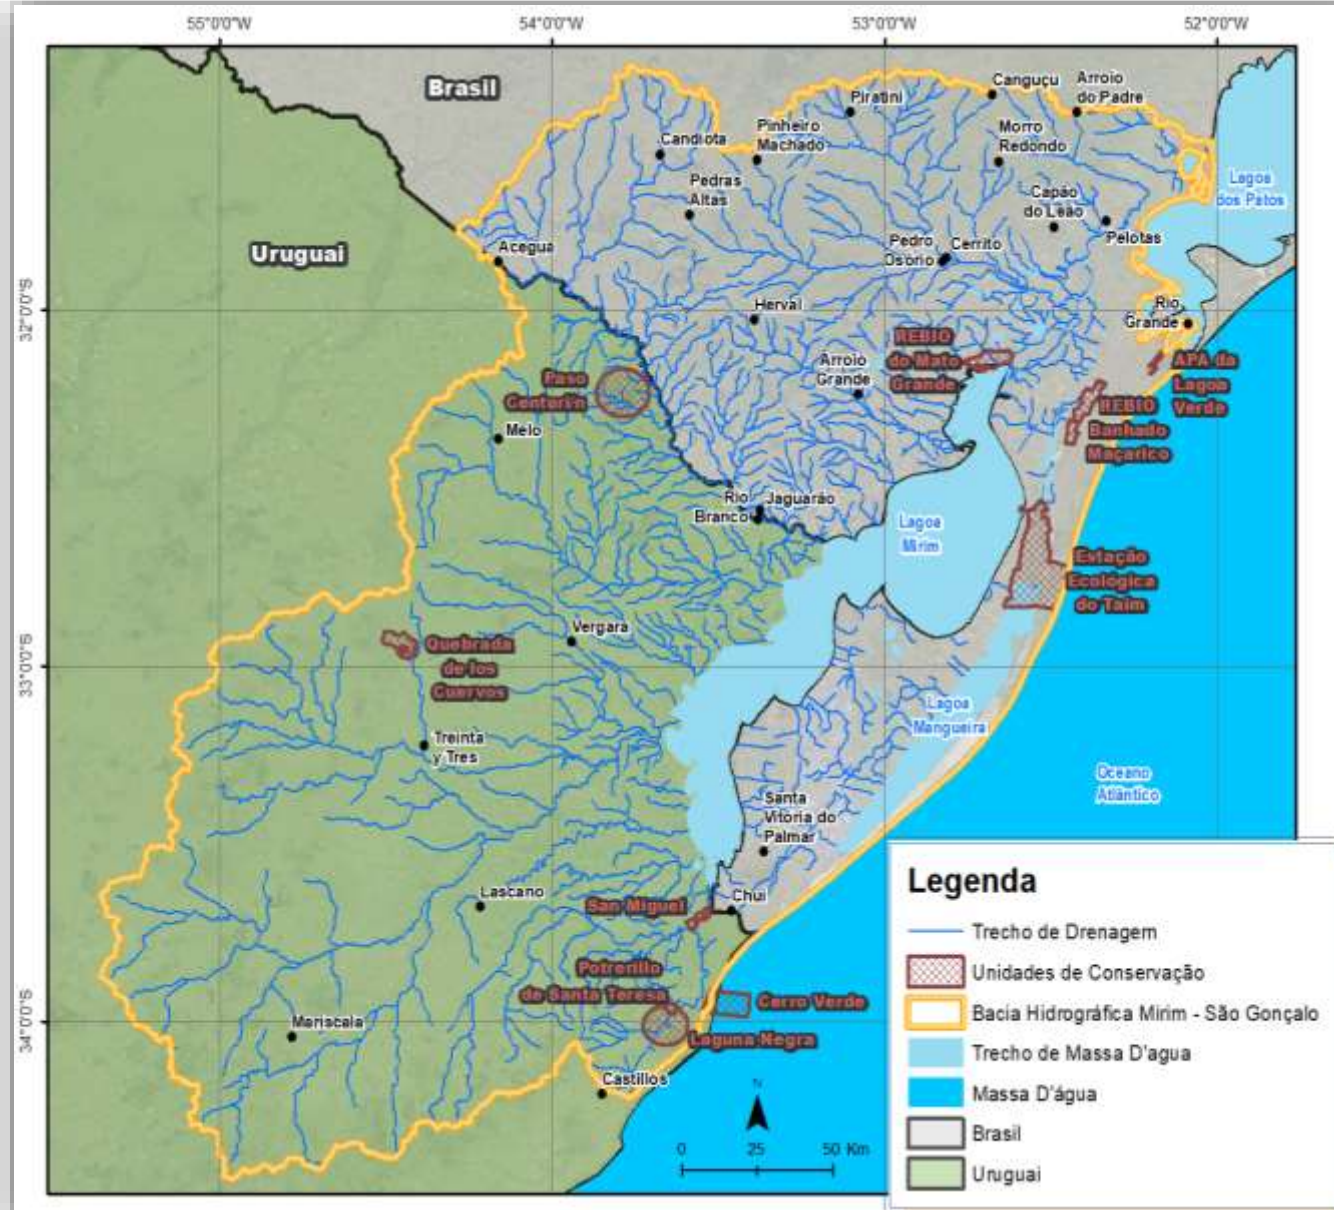 55°0'0"W
54°0'0"W
53°0'0"W
52°0'0"W
Brasil
Canguçu
Arroio
do Padre
Piratini
Pinheiro
Machado
Candiota
Morro
Redondo
Lagoa
dos Patos
Pedras
Altas
Capão
do Leão
Pelotas
Uruguai
Acegua
Pedro
Osorio
Cerrito
32°0'0"S
Herval
Rio
Grande
REBIO
do Mato
Grande
Arroio
Grande
APA da
Lagoa
Verde
Paso
Centurí'n
REBIO
Banhado
Maçarico
Melo
Rio
Branco
Jaguarão
Lagoa
Mirim
Estação
Ecológica
do Taim
Vergara
33°0'0"S
Quebrada
de los
Cuervos
Lagoa
Mangueira
Treinta
y Tres
Oceano
Atlântico
Santa
Vitoria do
Palmar
Lascano
San Miguel
Chui
Potrerillo
de Santa Teresa
Cerro Verde
34°0'0"S
Mariscala
Laguna Negra
Castillos
N
0 25 50 Km
Legenda
Trecho de Drenagem
Unidades de Conservação
Bacia Hidrográfica Mirim - São Gonçalo
Trecho de Massa D'agua
Massa D'água
Brasil
Uruguai